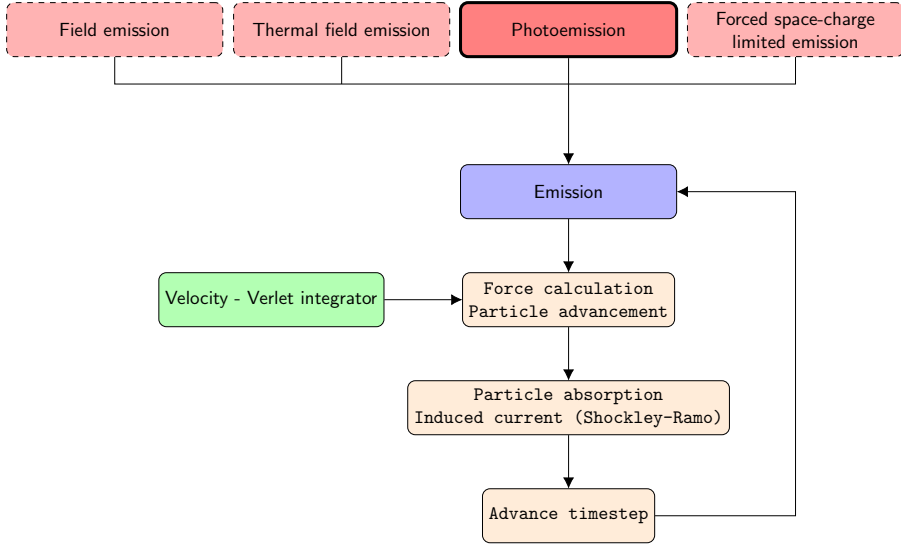 Field emission
Thermal field emission
Photoemission
Forced space-charge
limited emission
Emission
Velocity - Verlet integrator
Force calculation
Particle advancement
Particle absorption
Induced current (Shockley-Ramo)
Advance timestep